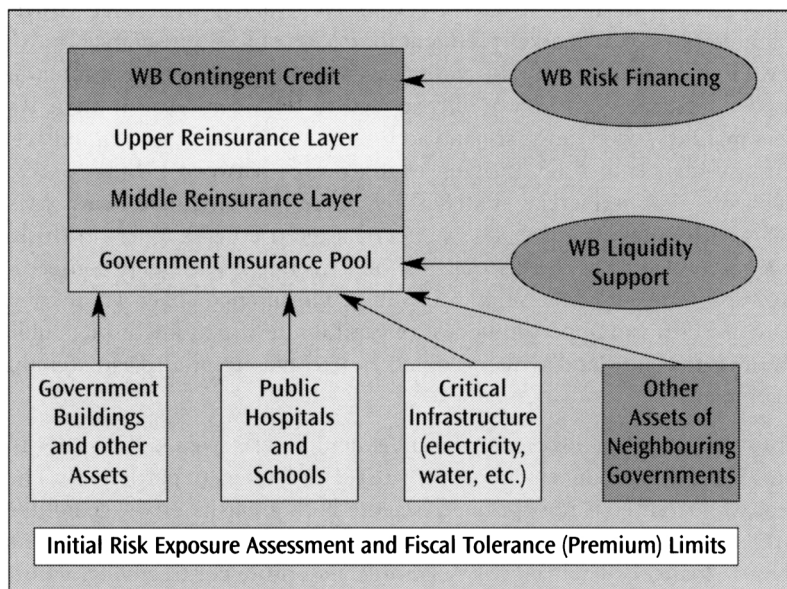 WB Contingent Credit
WB Risk Financing
Upper Reinsurance Layer
Middle Reinsurance Layer
Government Insurance Pool
WB Liquidity
Support
Government
Buildings
and other
Assets
Public
Hospitals
and
Schools
Critical
Infrastructure
(electricity,
water, etc.)
Other
Assets of
Neighbouring
Governments
Initial Risk Exposure Assessment and Fiscal Tolerance (Premium) Limits